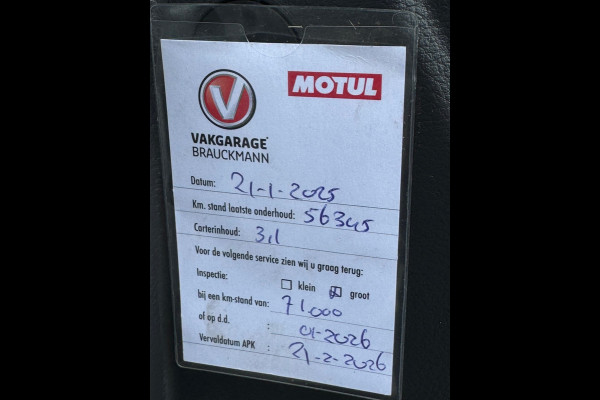 MOTUL
V
VAKGARAGE
BRAUCKMANN
Datum: 21-1-2025
Km. stand laatste onderhoud: 56345
Carterinhoud: 3,1
Voor de volgende service zien wij u graag terug:
Inspectie: klein groot
bij een km-stand van: 71000
of op d.d. : 01-2026
Vervaldatum APK : 21-2-2026